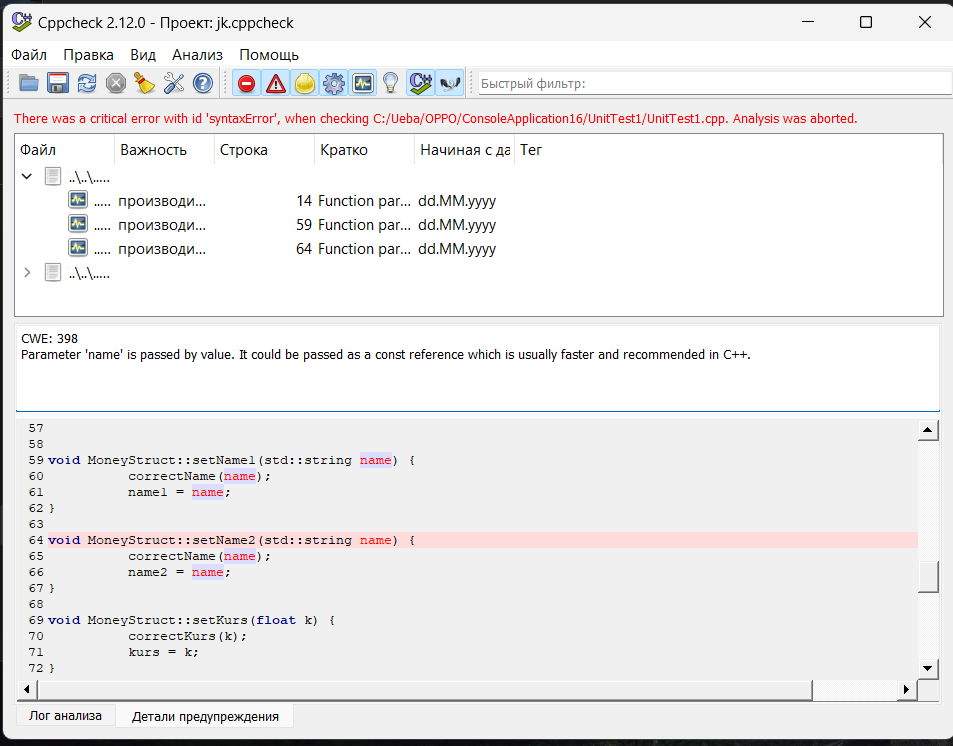 Cppcheck 2.12.0 - Проект: jk.cppcheck
Файл Правка Вид Анализ Помощь
Быстрый фильтр:
There was a critical error with id 'syntaxError', when checking C:/Ueba/OPPO/ConsoleApplication16/UnitTest1/UnitTest1.cpp. Analysis was aborted.
Файл Важность Строка Кратко Начиная с да Тег
..\..\.....
..... производи... 14 Function par... dd.MM.yyyy
..... производи... 59 Function par... dd.MM.yyyy
..... производи... 64 Function par... dd.MM.yyyy
..\..\.....
CWE: 398
Parameter 'name' is passed by value. It could be passed as a const reference which is usually faster and recommended in C++.
57
58
59 void MoneyStruct::setName1(std::string name) {
60 correctName(name);
61 name1 = name;
62 }
63
64 void MoneyStruct::setName2(std::string name) {
65 correctName(name);
66 name2 = name;
67 }
68
69 void MoneyStruct::setKurs(float k) {
70 correctKurs(k);
71 kurs = k;
72 }
Лог анализа Детали предупреждения